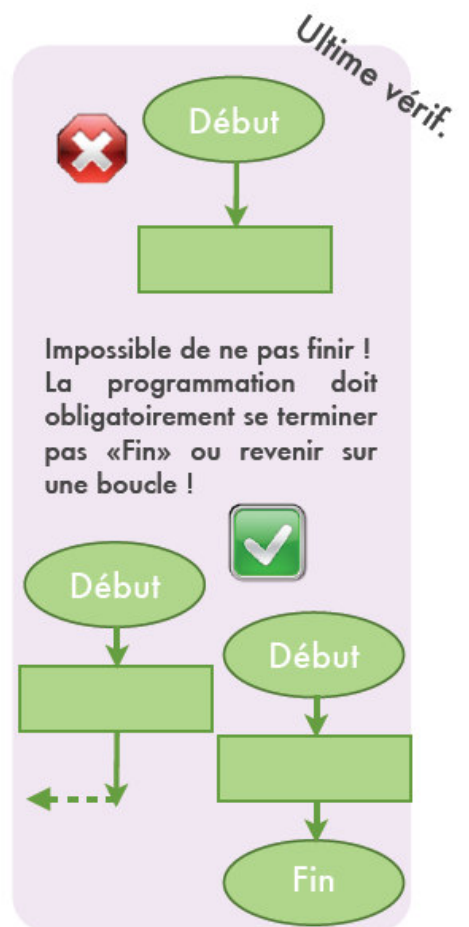 Ultime vérif.
Début
Impossible de ne pas finir !
La programmation doit
obligatoirement se terminer
pas «Fin» ou revenir sur
une boucle !
Début
Début
Fin